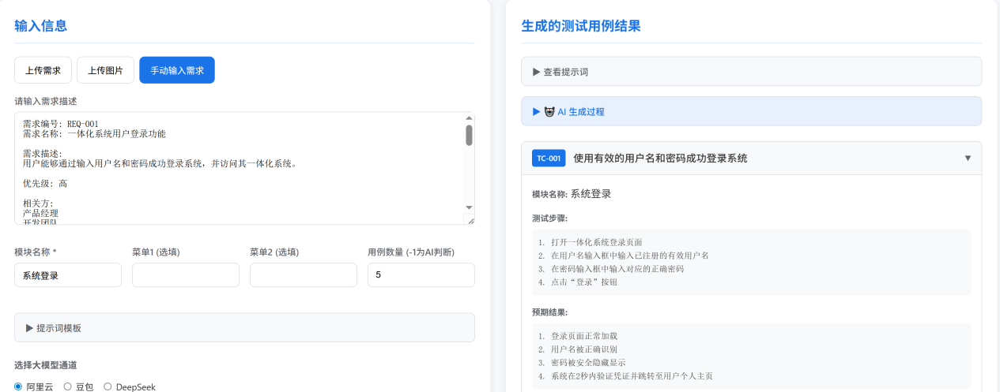 输入信息
上传需求 上传图片 手动输入需求
请输入需求描述
需求编号: REQ-001
需求名称: 一体化系统用户登录功能
需求描述:
用户能够通过输入用户名和密码成功登录系统，并访问其一体化系统。
优先级: 高
相关方:
产品经理
开发团队
模块名称 * 菜单1 (选填) 菜单2 (选填) 用例数量 (-1为AI判断)
系统登录 5
▶ 提示词模板
选择大模型通道
阿里云 豆包 DeepSeek
生成的测试用例结果
▶ 查看提示词
▶ AI 生成过程
TC-001 使用有效的用户名和密码成功登录系统 ▼
模块名称: 系统登录
测试步骤:
1. 打开一体化系统登录页面
2. 在用户名输入框中输入已注册的有效用户名
3. 在密码输入框中输入对应的正确密码
4. 点击“登录”按钮
预期结果:
1. 登录页面正常加载
2. 用户名被正确识别
3. 密码被安全隐藏显示
4. 系统在2秒内验证凭证并跳转至用户个人主页